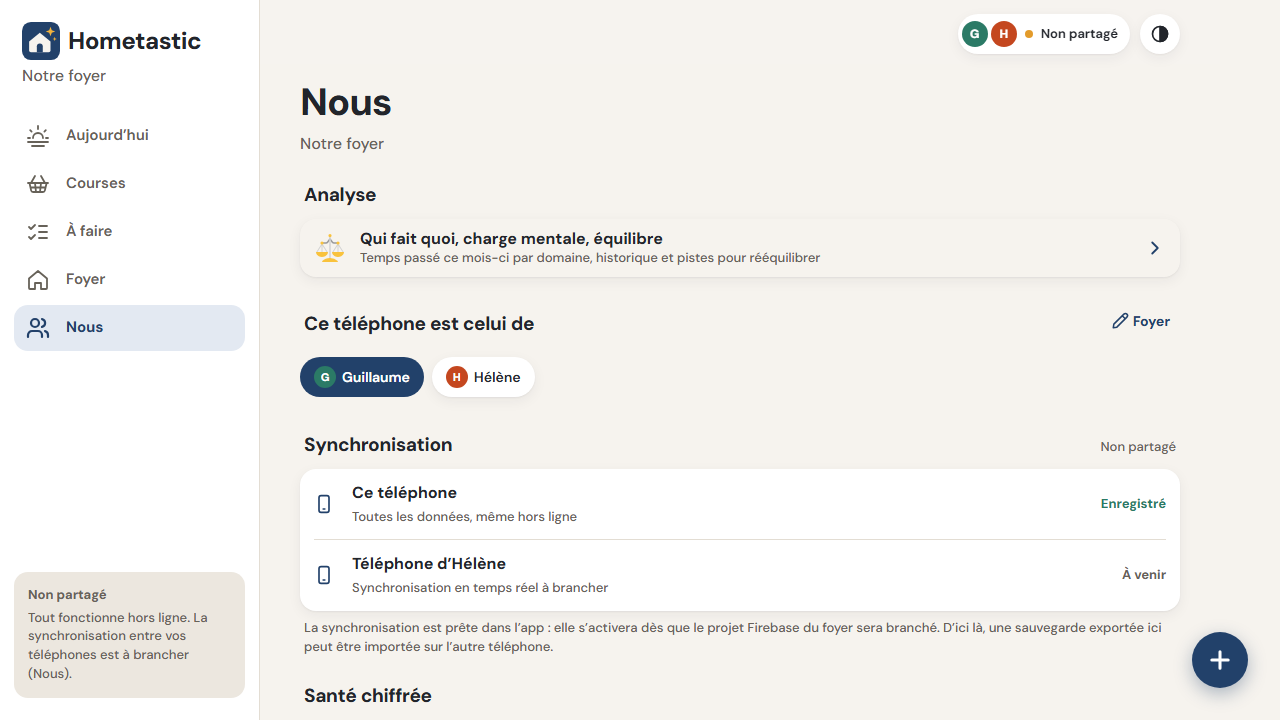 Hometastic
Notre foyer
Aujourd’hui
Courses
À faire
Foyer
Nous
Non partagé
Tout fonctionne hors ligne. La
synchronisation entre vos
téléphones est à brancher
(Nous).
G H Non partagé
Nous
Notre foyer
Analyse
Qui fait quoi, charge mentale, équilibre
Temps passé ce mois-ci par domaine, historique et pistes pour rééquilibrer
Ce téléphone est celui de
Foyer
G Guillaume
H Hélène
Synchronisation
Non partagé
Ce téléphone
Toutes les données, même hors ligne
Enregistré
Téléphone d’Hélène
Synchronisation en temps réel à brancher
À venir
La synchronisation est prête dans l’app : elle s’activera dès que le projet Firebase du foyer sera branché. D’ici là, une sauvegarde exportée ici
peut être importée sur l’autre téléphone.
Santé chiffrée